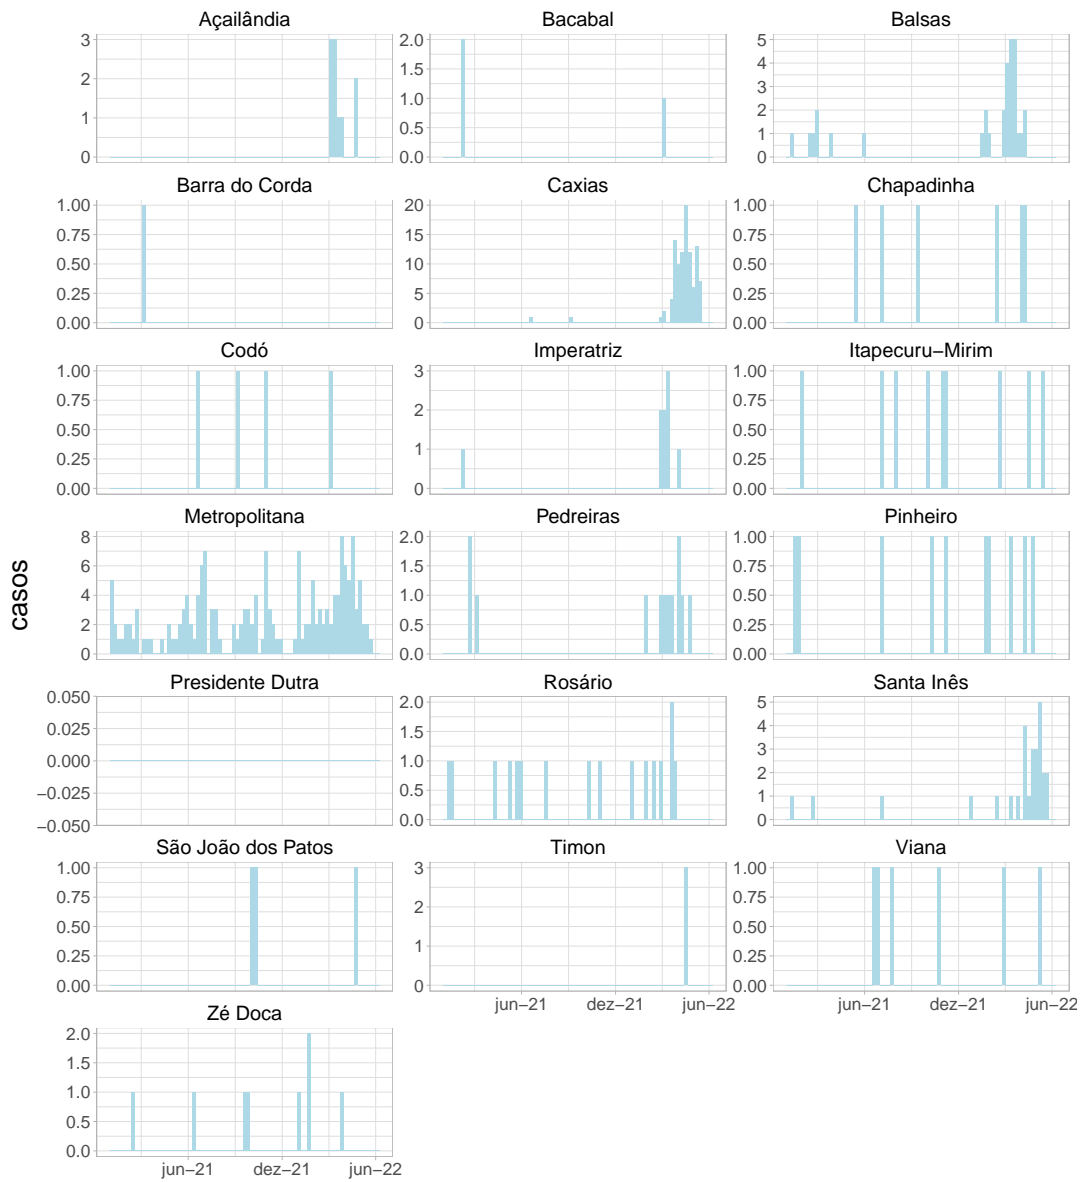 Açailândia Bacabal Balsas
3 2 1 0
2.0 1.5 1.0 0.5 0.0
5 4 3 2 1 0
Barra do Corda Caxias Chapadinha
1.00 0.75 0.50 0.25 0.00
20 15 10 5 0
1.00 0.75 0.50 0.25 0.00
Codó Imperatriz Itapecuru−Mirim
1.00 0.75 0.50 0.25 0.00
3 2 1 0
1.00 0.75 0.50 0.25 0.00
Metropolitana Pedreiras Pinheiro
8 6 4 2 0
2.0 1.5 1.0 0.5 0.0
1.00 0.75 0.50 0.25 0.00
casos
Presidente Dutra Rosário Santa Inês
0.050 0.025 0.000 −0.025 −0.050
2.0 1.5 1.0 0.5 0.0
5 4 3 2 1 0
São João dos Patos Timon Viana
1.00 0.75 0.50 0.25 0.00
3 2 1 0
1.00 0.75 0.50 0.25 0.00
jun−21 dez−21 jun−22
jun−21 dez−21 jun−22
Zé Doca
2.0 1.5 1.0 0.5 0.0
jun−21 dez−21 jun−22